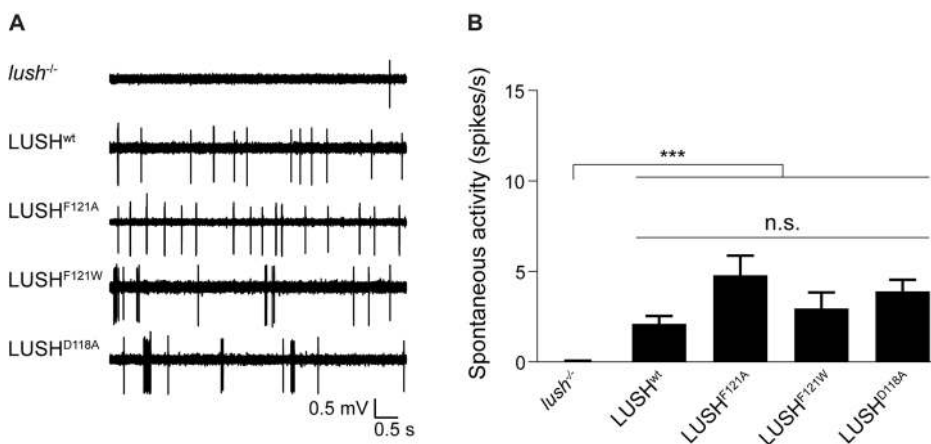 A
lush-/-
LUSHwt
LUSHF121A
LUSHF121W
LUSHD118A
0.5 mV
0.5 s
B
Spontaneous activity (spikes/s)
15
10
5
0
***
n.s.
lush-/-
LUSHwt
LUSHF121A
LUSHF121W
LUSHD118A